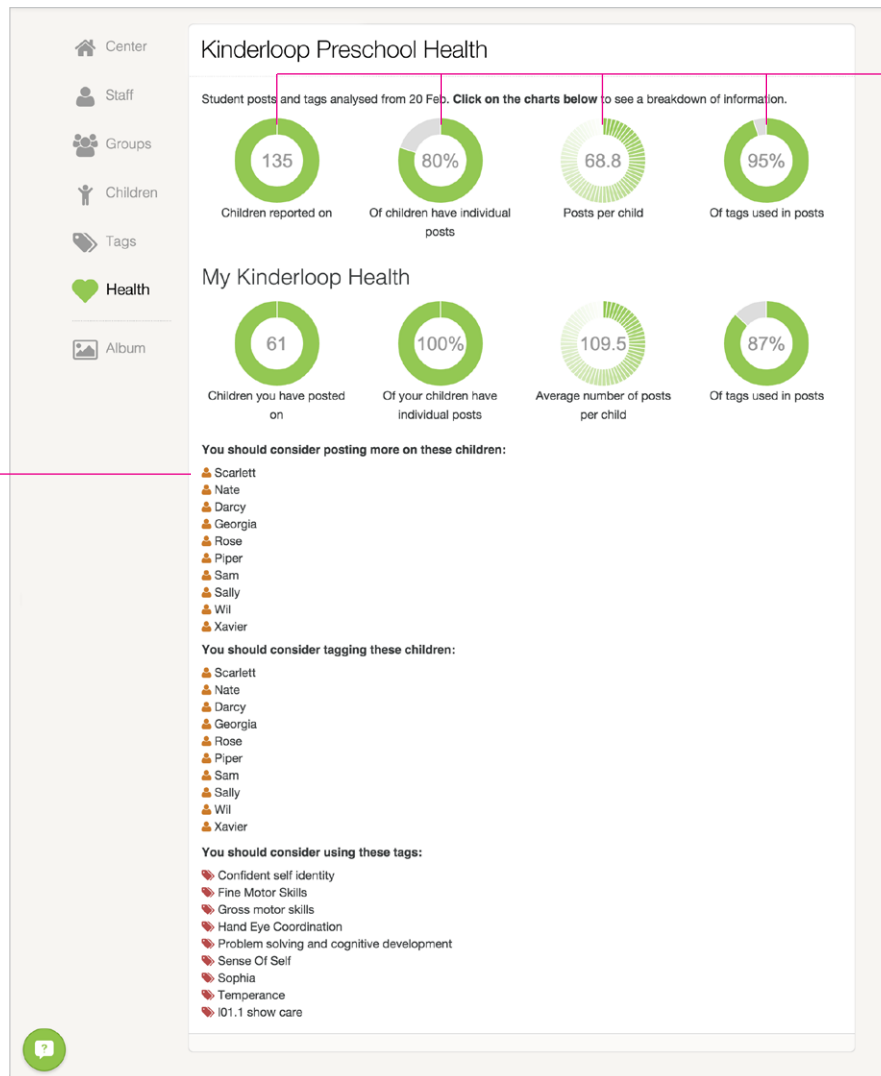 Center
Staff
Groups
Children
Tags
Health
Album
Kinderloop Preschool Health
Student posts and tags analysed from 20 Feb. Click on the charts below to see a breakdown of information.
135
80%
68.8
95%
Children reported on
Of children have individual
posts
Posts per child
Of tags used in posts
My Kinderloop Health
61
100%
109.5
87%
Children you have posted
on
Of your children have
individual posts
Average number of posts
per child
Of tags used in posts
You should consider posting more on these children:
Scarlett
Nate
Darcy
Georgia
Rose
Piper
Sam
Sally
Wil
Xavier
You should consider tagging these children:
Scarlett
Nate
Darcy
Georgia
Rose
Piper
Sam
Sally
Wil
Xavier
You should consider using these tags:
Confident self identity
Fine Motor Skills
Gross motor skills
Hand Eye Coordination
Problem solving and cognitive development
Sense Of Self
Sophia
Temperance
l01.1 show care
?